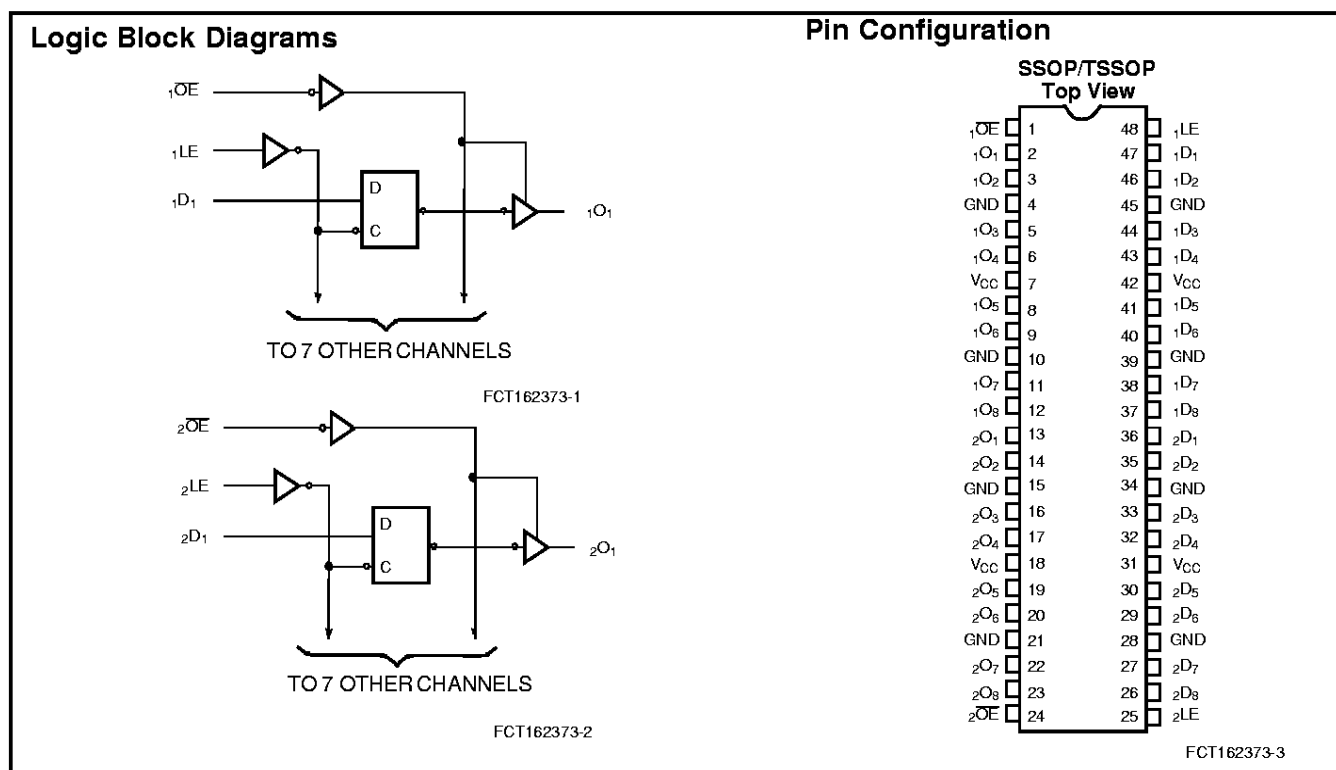 Logic Block Diagrams
₁O̅E̅
₁LE
₁D₁
D
C
₁O₁
TO 7 OTHER CHANNELS
FCT162373-1
₂O̅E̅
₂LE
₂D₁
D
C
₂O₁
TO 7 OTHER CHANNELS
FCT162373-2
Pin Configuration
SSOP/TSSOP
Top View
₁O̅E̅ 1 48 ₁LE
₁O₁ 2 47 ₁D₁
₁O₂ 3 46 ₁D₂
GND 4 45 GND
₁O₃ 5 44 ₁D₃
₁O₄ 6 43 ₁D₄
VCC 7 42 VCC
₁O₅ 8 41 ₁D₅
₁O₆ 9 40 ₁D₆
GND 10 39 GND
₁O₇ 11 38 ₁D₇
₁O₈ 12 37 ₁D₈
₂O₁ 13 36 ₂D₁
₂O₂ 14 35 ₂D₂
GND 15 34 GND
₂O₃ 16 33 ₂D₃
₂O₄ 17 32 ₂D₄
VCC 18 31 VCC
₂O₅ 19 30 ₂D₅
₂O₆ 20 29 ₂D₆
GND 21 28 GND
₂O₇ 22 27 ₂D₇
₂O₈ 23 26 ₂D₈
₂O̅E̅ 24 25 ₂LE
FCT162373-3